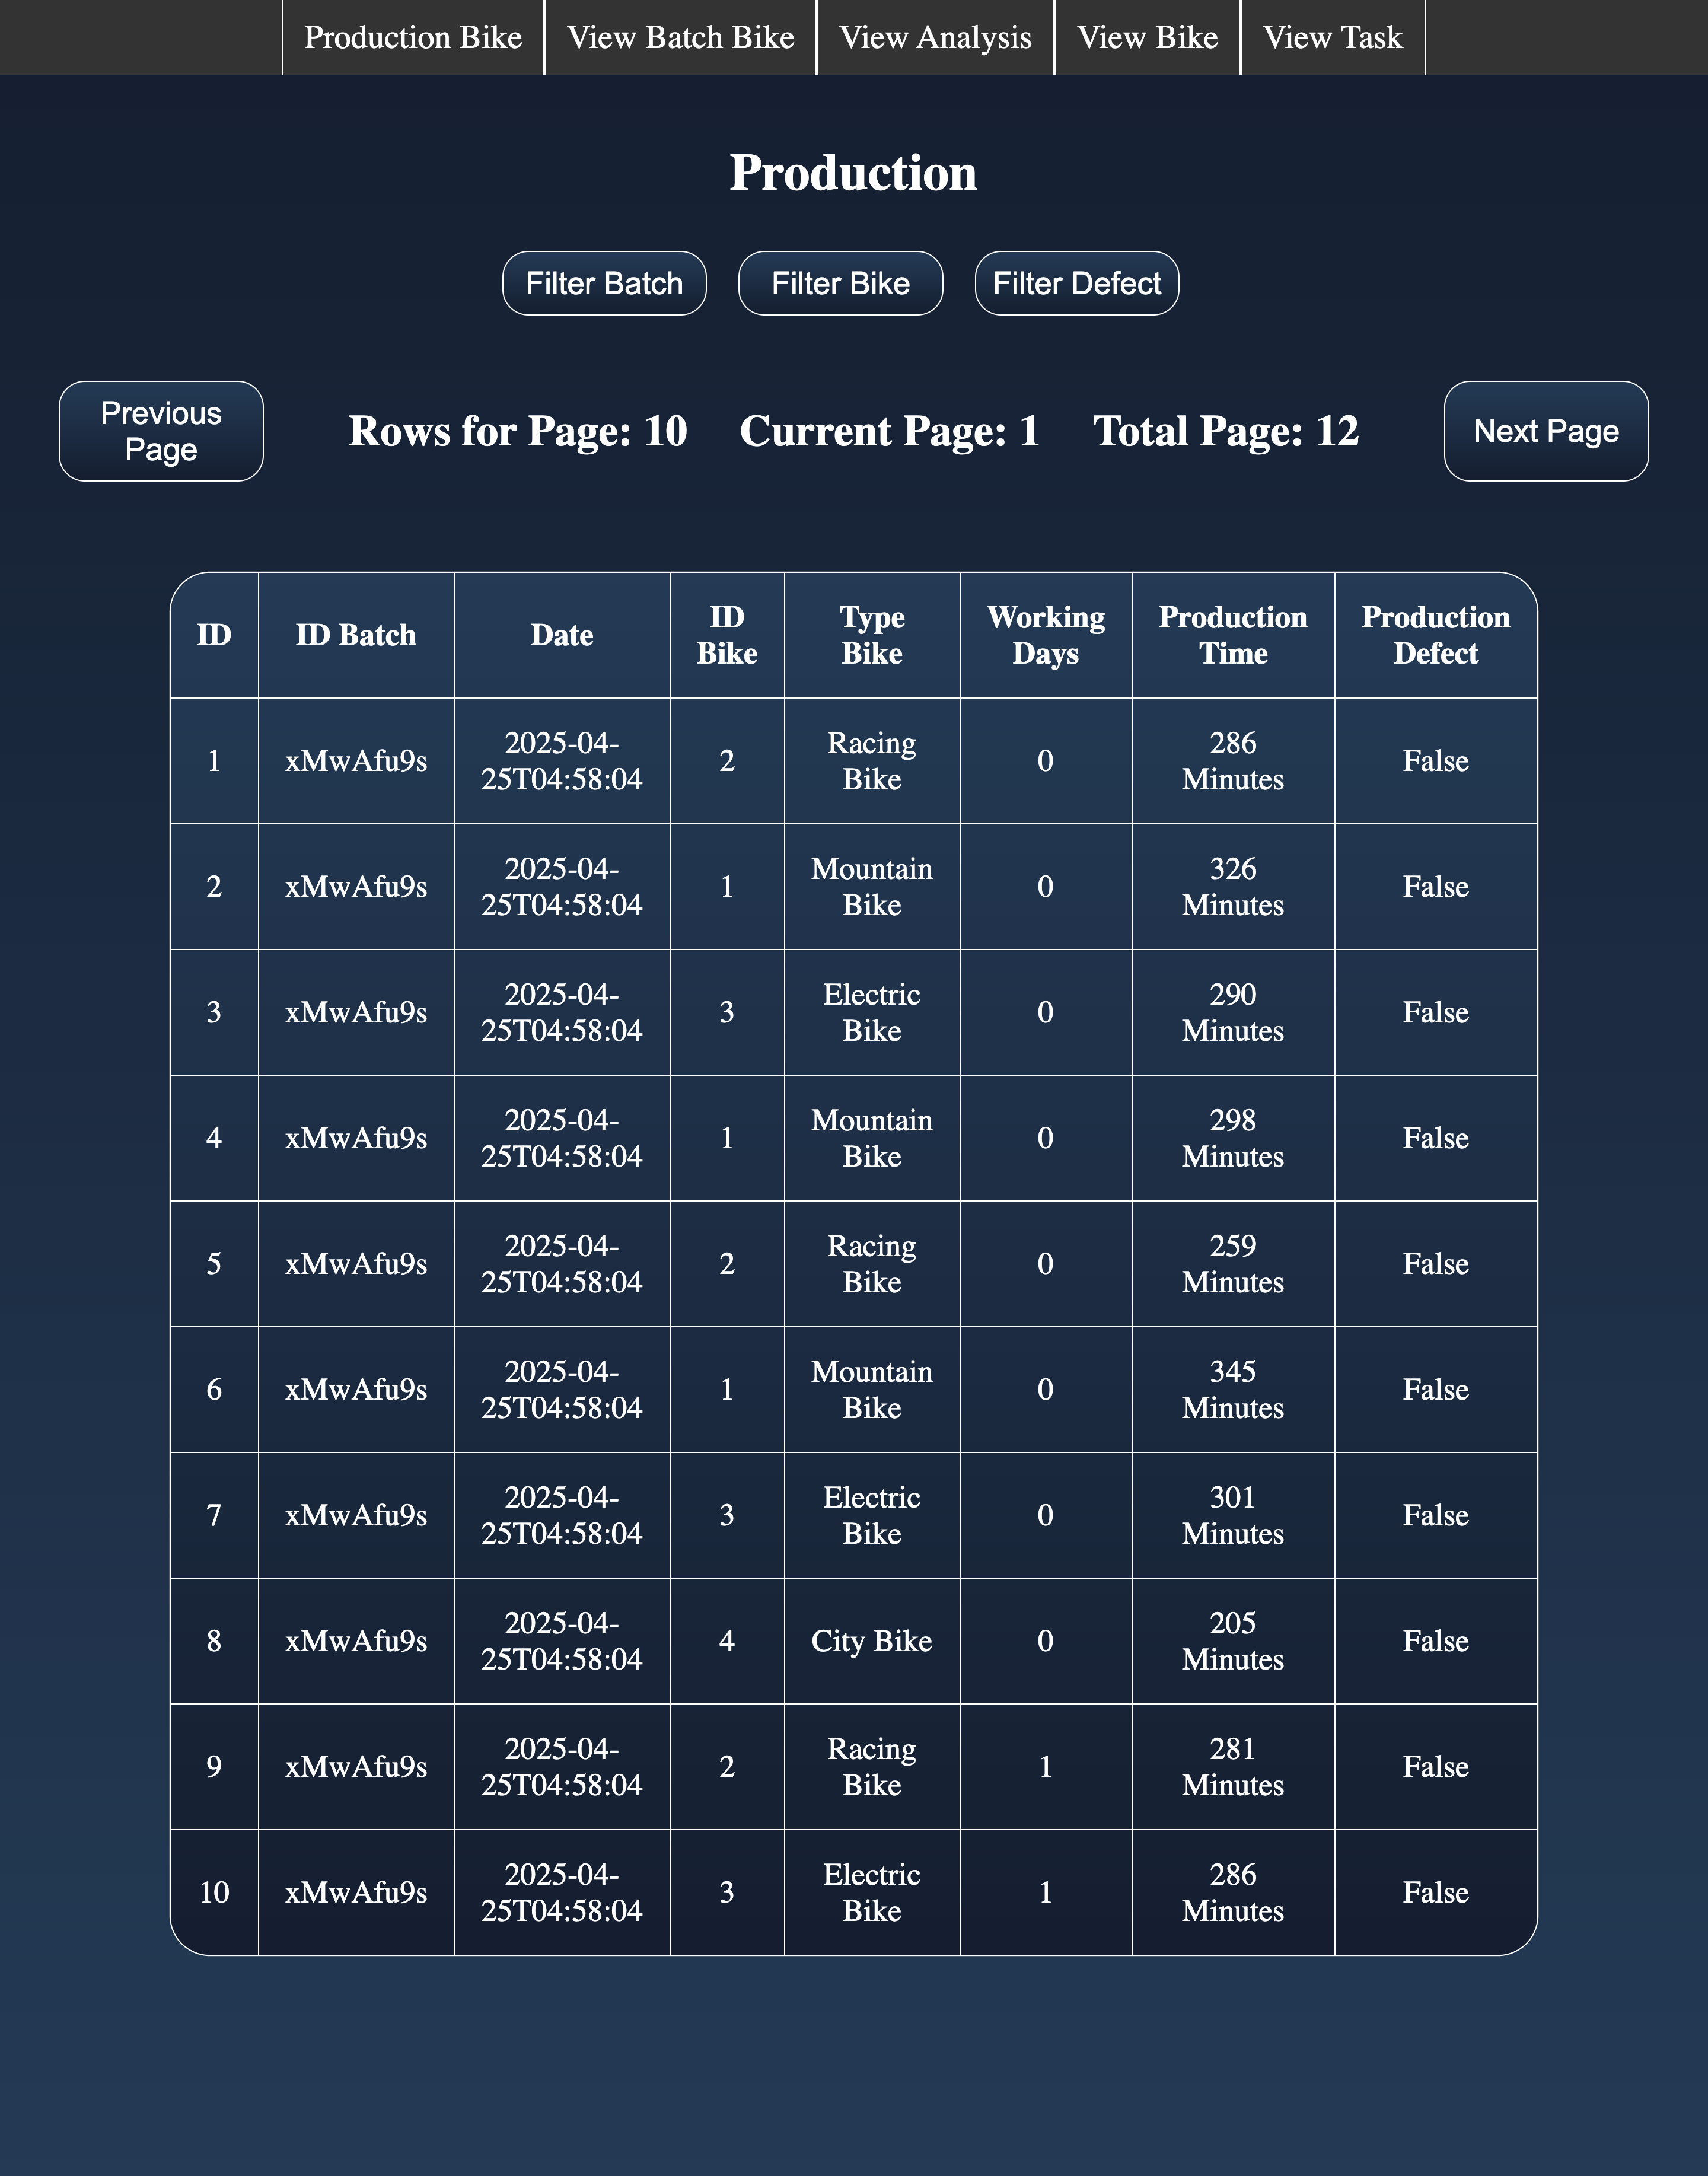 Production Bike View Batch Bike View Analysis View Bike View Task
Production
Filter Batch Filter Bike Filter Defect
Previous
Page
Rows for Page: 10 Current Page: 1 Total Page: 12
Next Page
ID
ID Batch
Date
ID
Bike
Type
Bike
Working
Days
Production
Time
Production
Defect
1
xMwAfu9s
2025-04-
25T04:58:04
2
Racing
Bike
0
286
Minutes
False
2
xMwAfu9s
2025-04-
25T04:58:04
1
Mountain
Bike
0
326
Minutes
False
3
xMwAfu9s
2025-04-
25T04:58:04
3
Electric
Bike
0
290
Minutes
False
4
xMwAfu9s
2025-04-
25T04:58:04
1
Mountain
Bike
0
298
Minutes
False
5
xMwAfu9s
2025-04-
25T04:58:04
2
Racing
Bike
0
259
Minutes
False
6
xMwAfu9s
2025-04-
25T04:58:04
1
Mountain
Bike
0
345
Minutes
False
7
xMwAfu9s
2025-04-
25T04:58:04
3
Electric
Bike
0
301
Minutes
False
8
xMwAfu9s
2025-04-
25T04:58:04
4
City Bike
0
205
Minutes
False
9
xMwAfu9s
2025-04-
25T04:58:04
2
Racing
Bike
1
281
Minutes
False
10
xMwAfu9s
2025-04-
25T04:58:04
3
Electric
Bike
1
286
Minutes
False